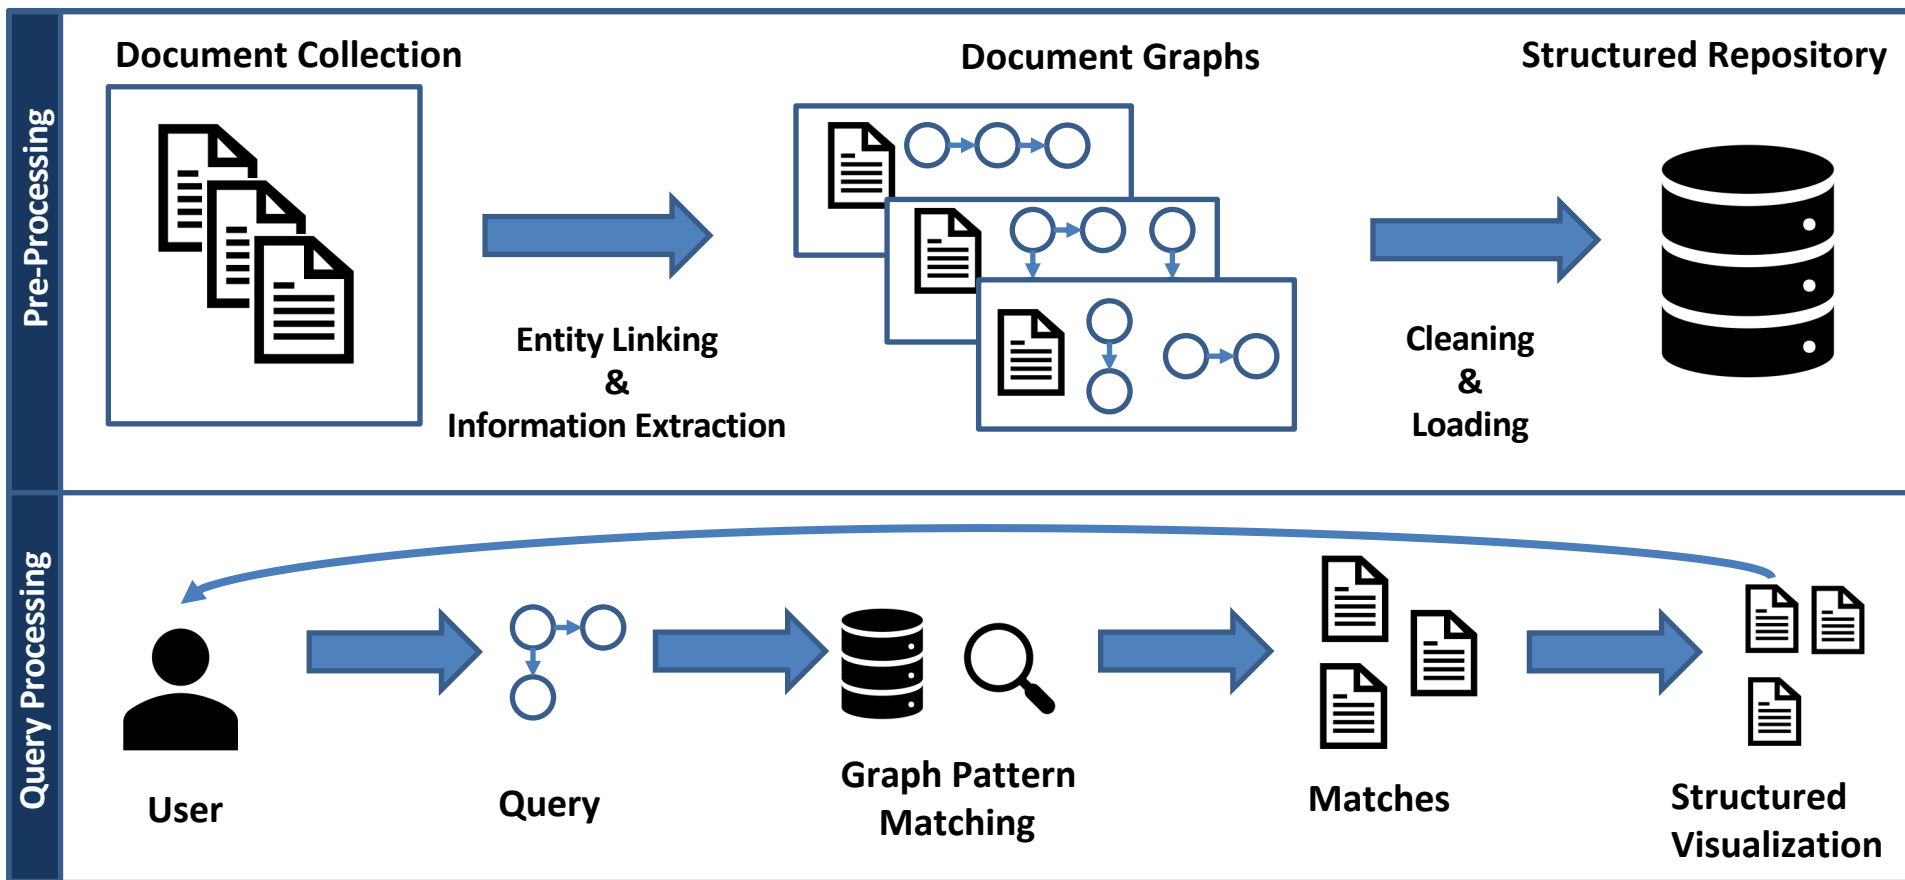 Pre-Processing
Document Collection
Document Graphs
Structured Repository
Entity Linking
&
Information Extraction
Cleaning
&
Loading
Query Processing
User
Query
Graph Pattern
Matching
Matches
Structured
Visualization